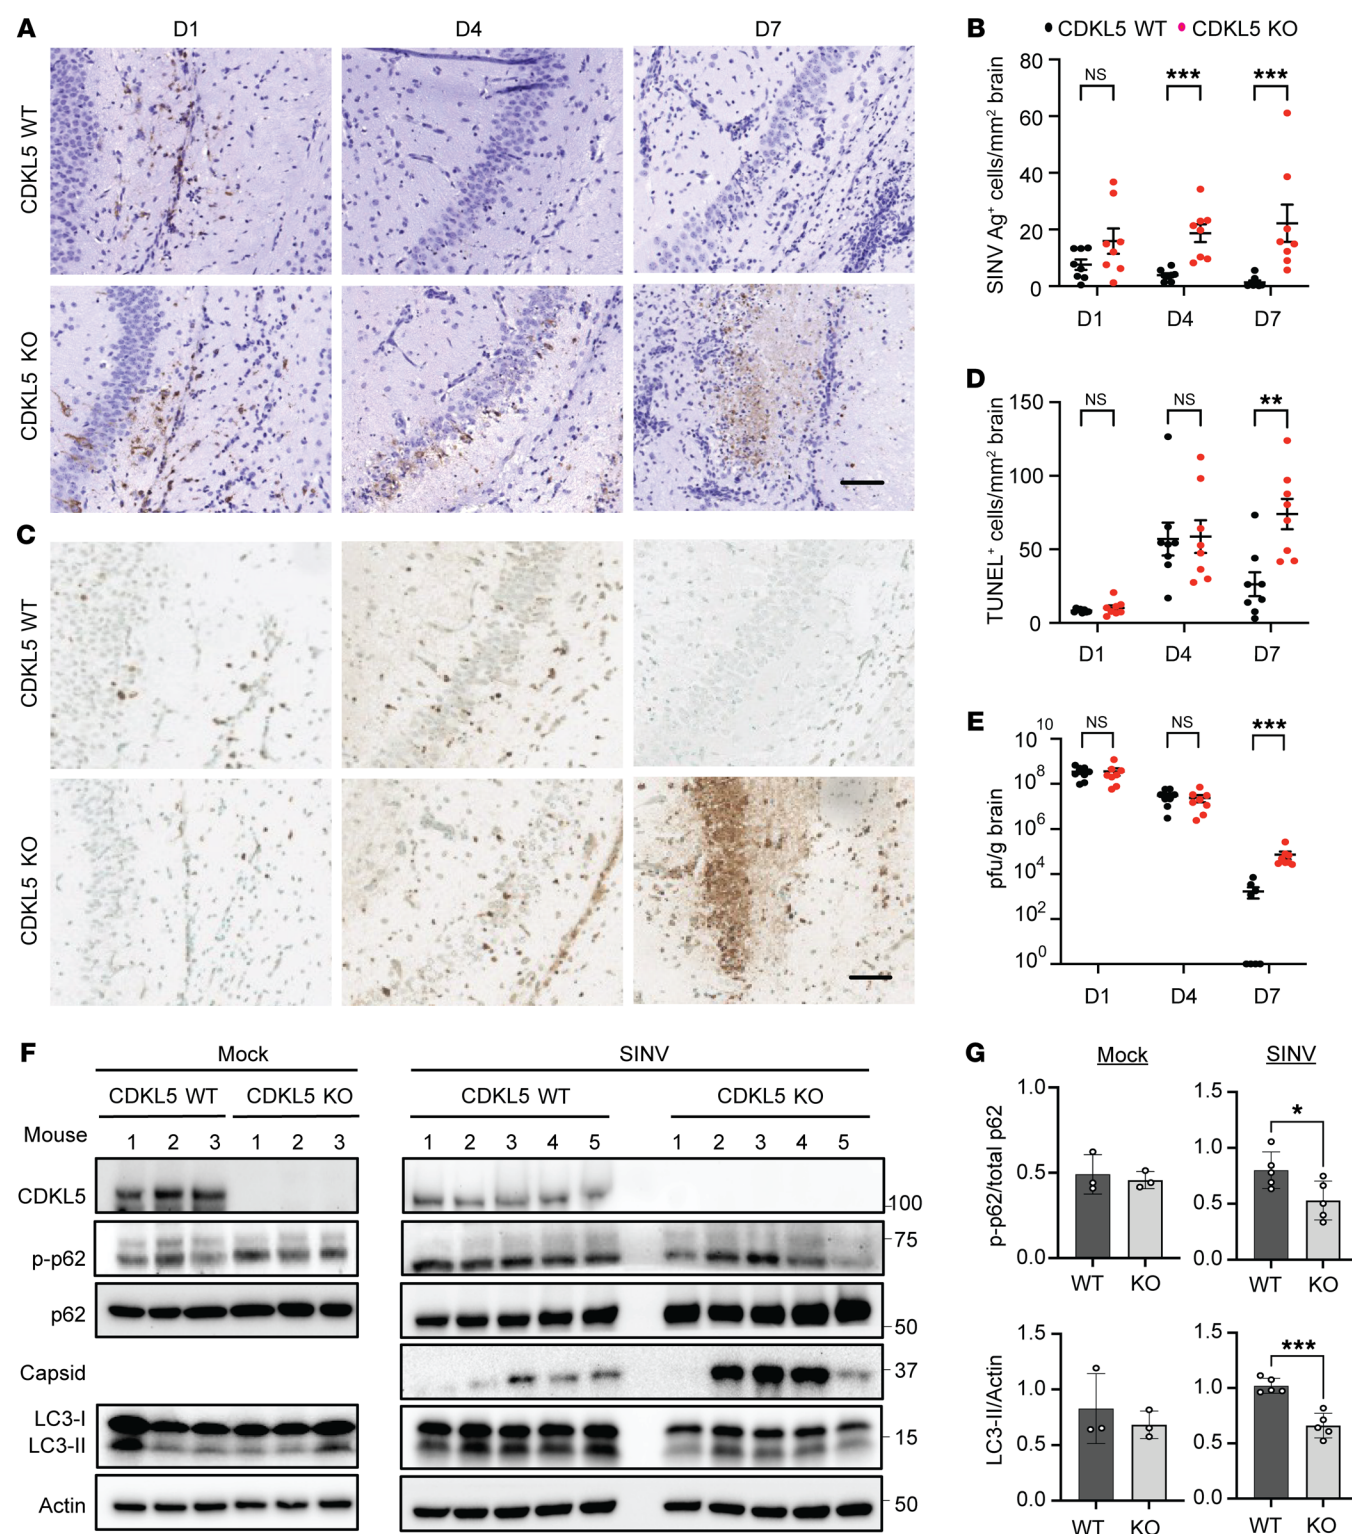 A
D1
D4
D7
CDKL5 WT
CDKL5 KO
B
CDKL5 WT
CDKL5 KO
SINV Ag+ cells/mm² brain
80
60
40
20
0
NS
***
***
D1
D4
D7
C
CDKL5 WT
CDKL5 KO
D
TUNEL+ cells/mm² brain
150
100
50
0
NS
NS
**
D1
D4
D7
E
pfu/g brain
10 10
10 8
10 6
10 4
10 2
10 0
NS
NS
***
D1
D4
D7
F
Mock
SINV
CDKL5 WT
CDKL5 KO
CDKL5 WT
CDKL5 KO
Mouse
1 2 3 1 2 3
1 2 3 4 5 1 2 3 4 5
CDKL5
100
p-p62
75
p62
50
Capsid
37
LC3-I
LC3-II
15
Actin
50
G
Mock
SINV
p-p62/total p62
1.0
0.5
0.0
WT
KO
1.5
1.0
0.5
0.0
*
WT
KO
LC3-II/Actin
1.5
1.0
0.5
0.0
WT
KO
1.5
1.0
0.5
0.0
***
WT
KO